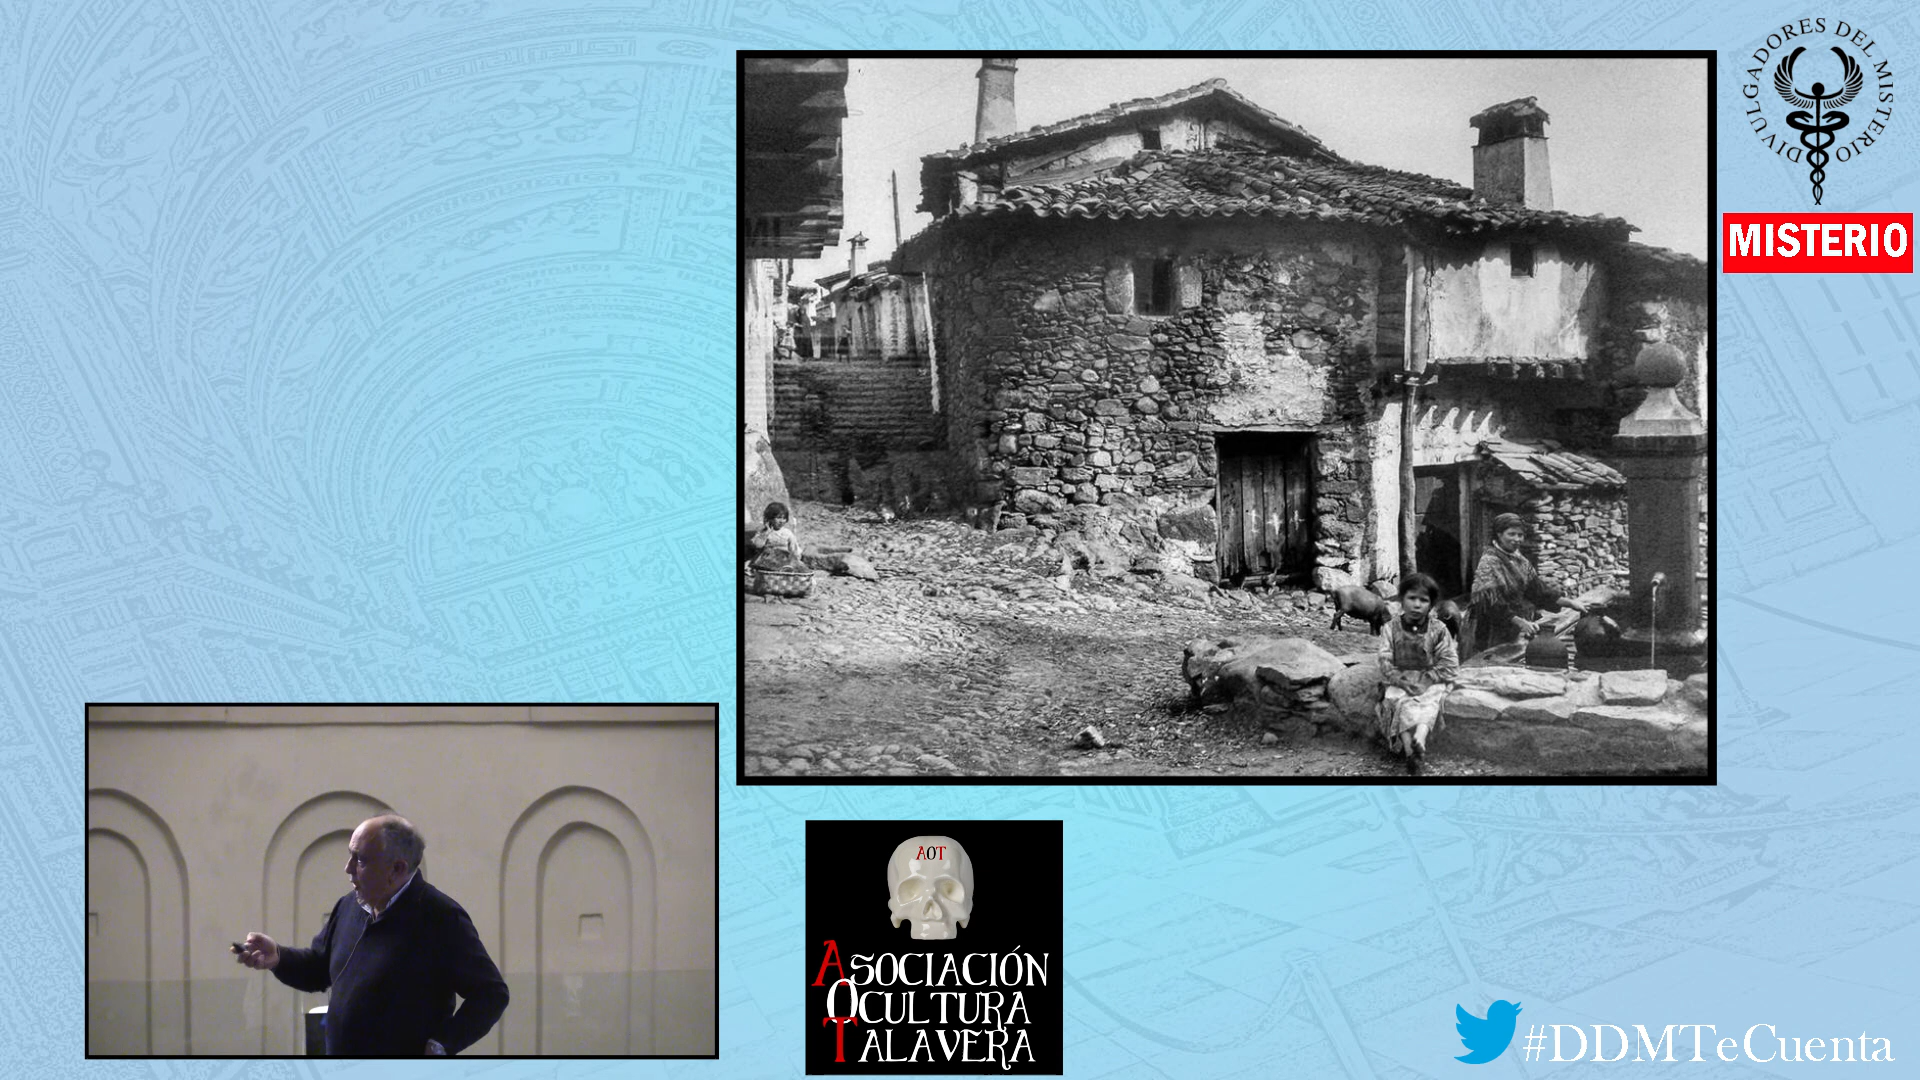 DIVULGADORES DEL MISTERIO
MISTERIO
AOT
ASOCIACIÓN
OCULTURA
TALAVERA
#DDMTeCuenta